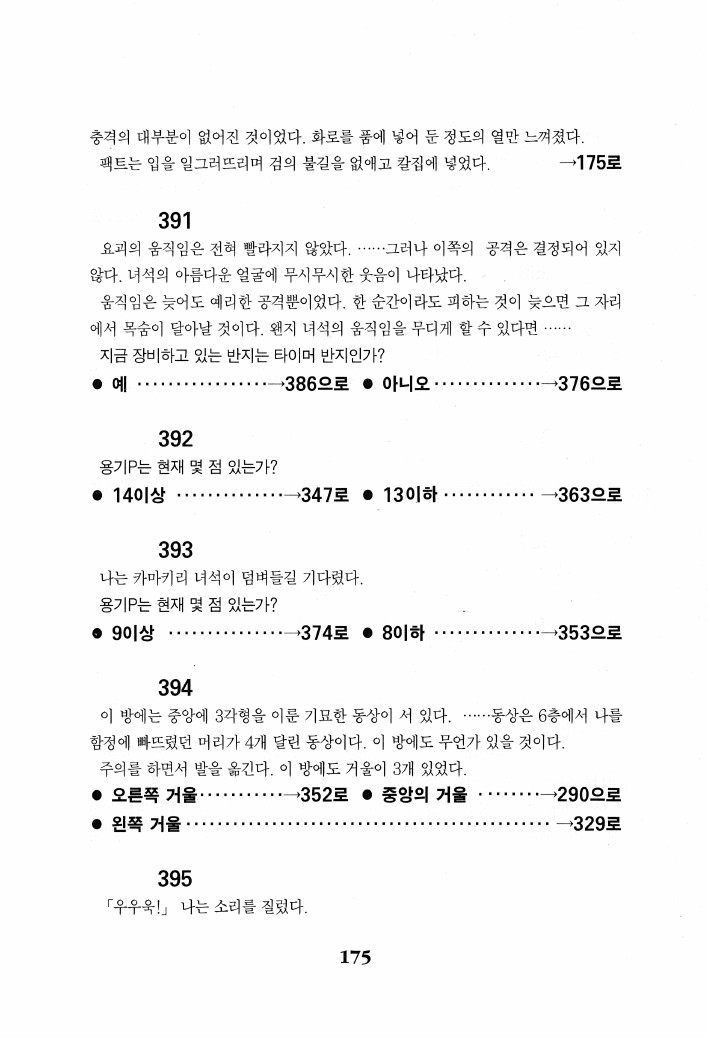 충격의 대부분이 없어진 것이었다. 화로를 품에 넣어 둔 정도의 열만 느껴졌다.
팩트는 입을 일그러뜨리며 검의 불길을 없애고 칼집에 넣었다. →175로
391
요괴의 움직임은 전혀 빨라지지 않았다. ……그러나 이쪽의 공격은 결정되어 있지
않다. 녀석의 아름다운 얼굴에 무시무시한 웃음이 나타났다.
움직임은 늦어도 예리한 공격뿐이었다. 한 순간이라도 피하는 것이 늦으면 그 자리
에서 목숨이 달아날 것이다. 왠지 녀석의 움직임을 무디게 할 수 있다면 ……
지금 장비하고 있는 반지는 타이머 반지인가?
● 예 ·················→386으로 ● 아니오··············→376으로
392
용기P는 현재 몇 점 있는가?
● 14이상 ··············→347로 ● 13이하 ············ →363으로
393
나는 카마키리 녀석이 덤벼들길 기다렸다.
용기P는 현재 몇 점 있는가?
● 9이상 ···············→374로 ● 8이하 ··············→353으로
394
이 방에는 중앙에 3각형을 이룬 기묘한 동상이 서 있다. ……동상은 6층에서 나를
함정에 빠뜨렸던 머리가 4개 달린 동상이다. 이 방에도 무언가 있을 것이다.
주의를 하면서 발을 옮긴다. 이 방에도 거울이 3개 있었다.
● 오른쪽 거울···········→352로 ● 중앙의 거울 ········→290으로
● 왼쪽 거울··············································· →329로
395
「우우욱!」 나는 소리를 질렀다.
175